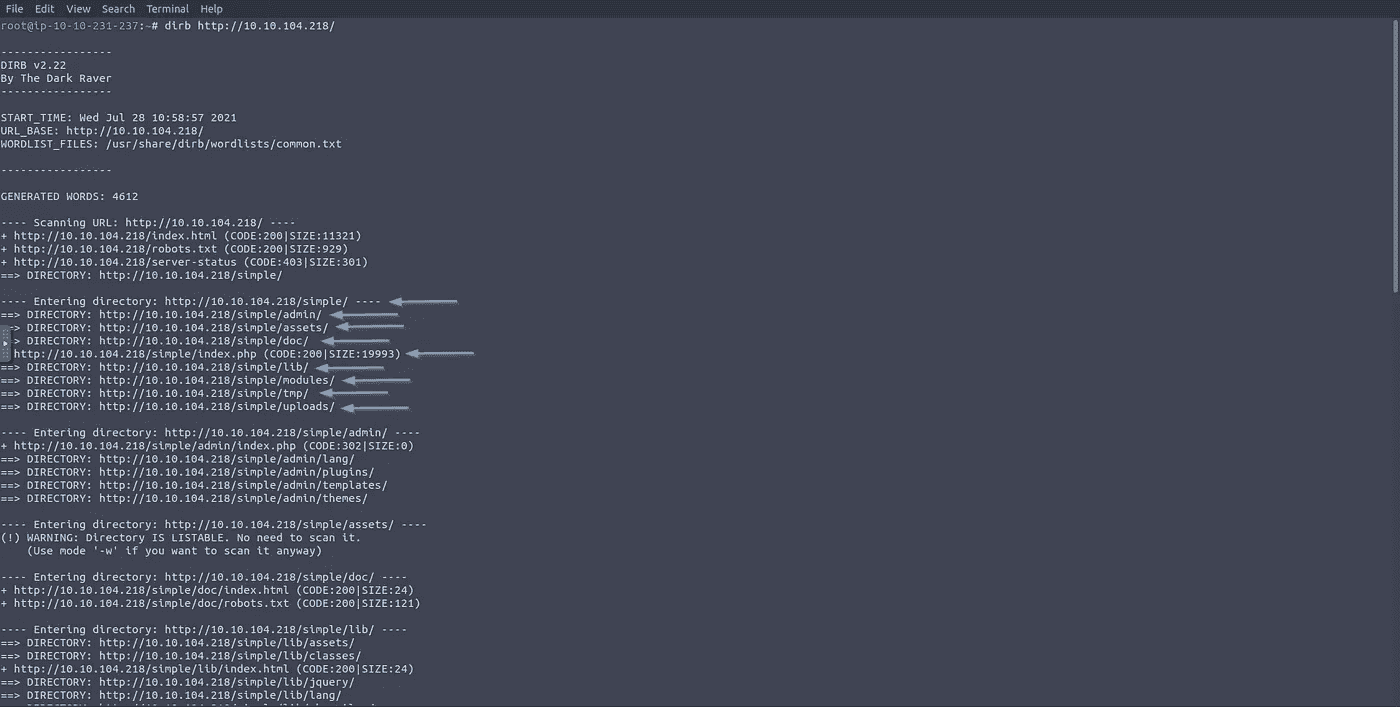 File Edit View Search Terminal Help
root@ip-10-10-231-237:~# dirb http://10.10.104.218/
-----------------
DIRB v2.22
By The Dark Raver
-----------------
START_TIME: Wed Jul 28 10:58:57 2021
URL_BASE: http://10.10.104.218/
WORDLIST_FILES: /usr/share/dirb/wordlists/common.txt
-----------------
GENERATED WORDS: 4612
---- Scanning URL: http://10.10.104.218/ ----
+ http://10.10.104.218/index.html (CODE:200|SIZE:11321)
+ http://10.10.104.218/robots.txt (CODE:200|SIZE:929)
+ http://10.10.104.218/server-status (CODE:403|SIZE:301)
==> DIRECTORY: http://10.10.104.218/simple/
---- Entering directory: http://10.10.104.218/simple/ ----
==> DIRECTORY: http://10.10.104.218/simple/admin/
=> DIRECTORY: http://10.10.104.218/simple/assets/
> DIRECTORY: http://10.10.104.218/simple/doc/
http://10.10.104.218/simple/index.php (CODE:200|SIZE:19993)
==> DIRECTORY: http://10.10.104.218/simple/lib/
==> DIRECTORY: http://10.10.104.218/simple/modules/
==> DIRECTORY: http://10.10.104.218/simple/tmp/
==> DIRECTORY: http://10.10.104.218/simple/uploads/
---- Entering directory: http://10.10.104.218/simple/admin/ ----
+ http://10.10.104.218/simple/admin/index.php (CODE:302|SIZE:0)
==> DIRECTORY: http://10.10.104.218/simple/admin/lang/
==> DIRECTORY: http://10.10.104.218/simple/admin/plugins/
==> DIRECTORY: http://10.10.104.218/simple/admin/templates/
==> DIRECTORY: http://10.10.104.218/simple/admin/themes/
---- Entering directory: http://10.10.104.218/simple/assets/ ----
(!) WARNING: Directory IS LISTABLE. No need to scan it.
(Use mode '-w' if you want to scan it anyway)
---- Entering directory: http://10.10.104.218/simple/doc/ ----
+ http://10.10.104.218/simple/doc/index.html (CODE:200|SIZE:24)
+ http://10.10.104.218/simple/doc/robots.txt (CODE:200|SIZE:121)
---- Entering directory: http://10.10.104.218/simple/lib/ ----
==> DIRECTORY: http://10.10.104.218/simple/lib/assets/
==> DIRECTORY: http://10.10.104.218/simple/lib/classes/
+ http://10.10.104.218/simple/lib/index.html (CODE:200|SIZE:24)
==> DIRECTORY: http://10.10.104.218/simple/lib/jquery/
==> DIRECTORY: http://10.10.104.218/simple/lib/lang/